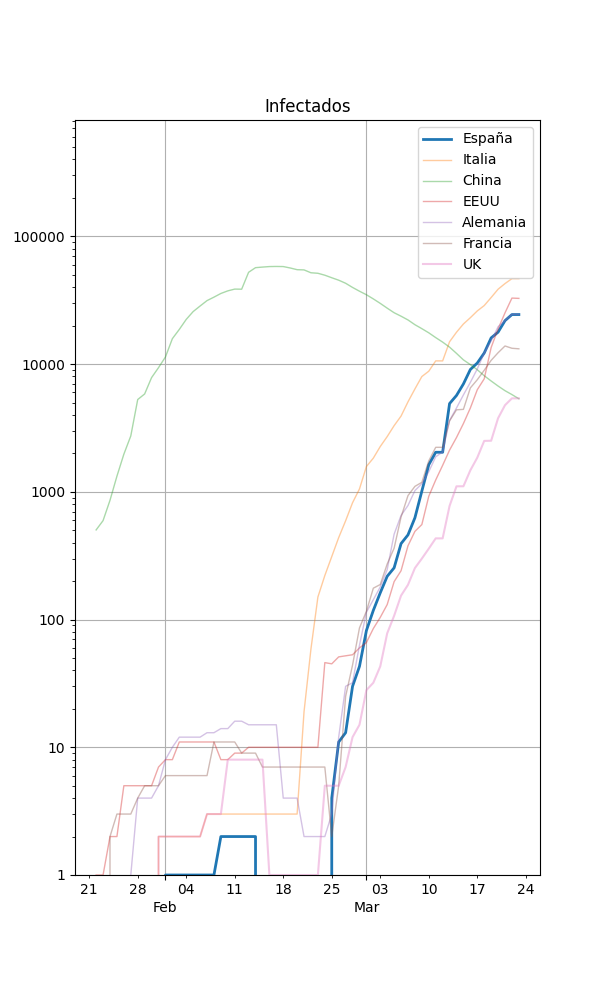 Infectados
España
Italia
China
EEUU
Alemania
Francia
UK
100000
10000
1000
100
10
1
21 28 04 11 18 25 03 10 17 24
Feb Mar